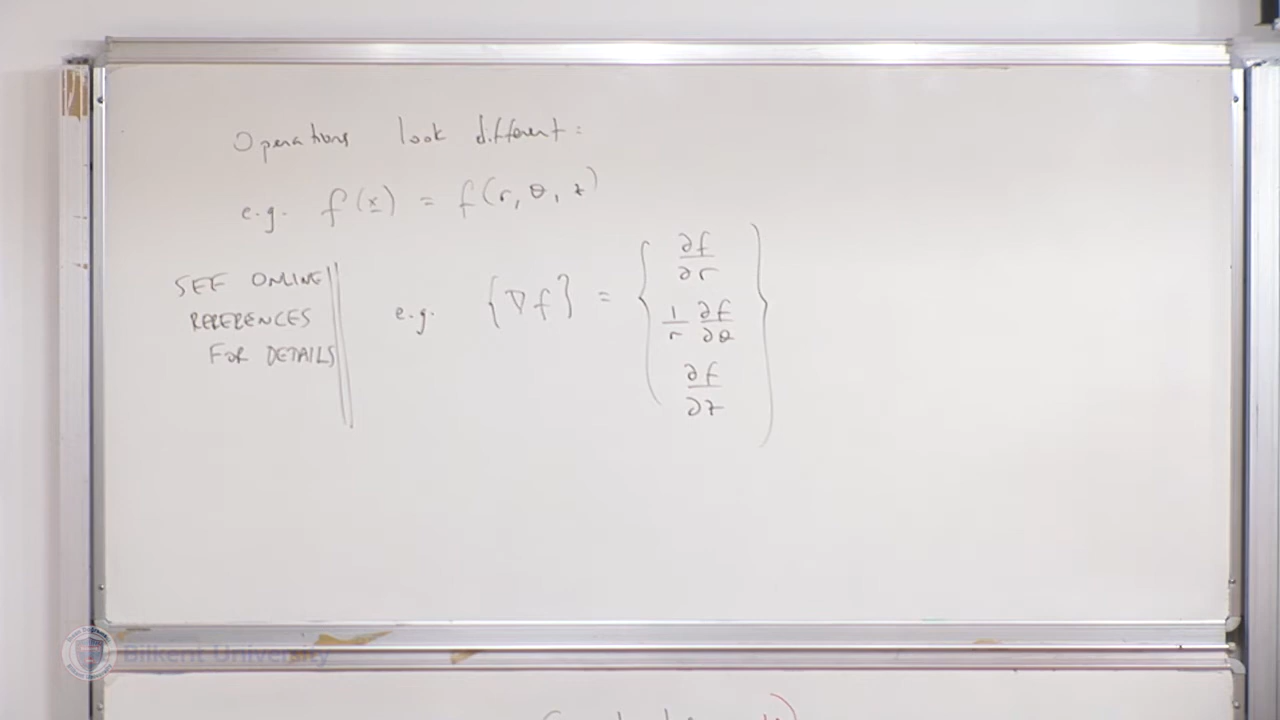 Operations look different:
e.g. f(x) = f(r, θ, z)
SEE ONLINE
REFERENCES
FOR DETAILS
e.g. {∇f} = { ∂f/∂r
1/r ∂f/∂θ
∂f/∂z }
Bilkent University